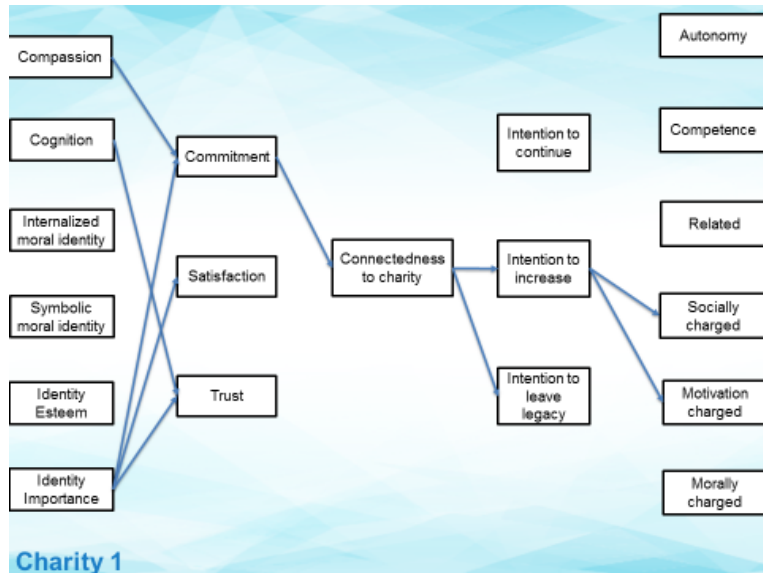 Compassion
Cognition
Internalized
moral identity
Symbolic
moral identity
Identity
Esteem
Identity
Importance
Commitment
Satisfaction
Trust
Connectedness
to charity
Intention to
continue
Intention to
increase
Intention to
leave
legacy
Autonomy
Competence
Related
Socially
charged
Motivation
charged
Morally
charged
Charity 1